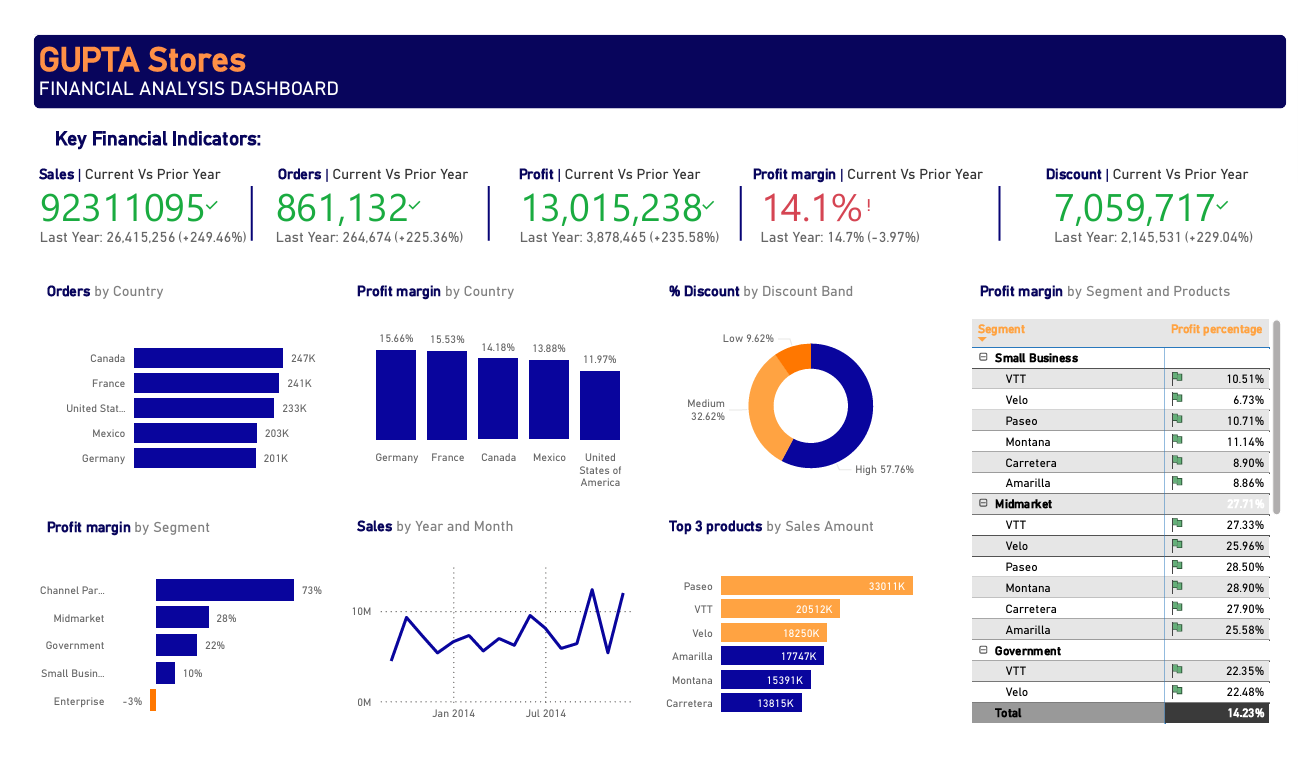 GUPTA Stores
FINANCIAL ANALYSIS DASHBOARD
Key Financial Indicators:
Sales | Current Vs Prior Year
92311095
Last Year: 26,415,256 (+249.46%)
Orders | Current Vs Prior Year
861,132
Last Year: 264,674 (+225.36%)
Profit | Current Vs Prior Year
13,015,238
Last Year: 3,878,465 (+235.58%)
Profit margin | Current Vs Prior Year
14.1%!
Last Year: 14.7% (-3.97%)
Discount | Current Vs Prior Year
7,059,717
Last Year: 2,145,531 (+229.04%)
Orders by Country
Canada 247K
France 241K
United Stat... 233K
Mexico 203K
Germany 201K
Profit margin by Country
15.66% 15.53% 14.18% 13.88% 11.97%
Germany France Canada Mexico United
States of
America
% Discount by Discount Band
Low 9.62%
Medium
32.62%
High 57.76%
Profit margin by Segment and Products
Segment Profit percentage
Small Business
VTT 10.51%
Velo 6.73%
Paseo 10.71%
Montana 11.14%
Carretera 8.90%
Amarilla 8.86%
Midmarket 27.71%
VTT 27.33%
Velo 25.96%
Paseo 28.50%
Montana 28.90%
Carretera 27.90%
Amarilla 25.58%
Government
VTT 22.35%
Velo 22.48%
Total 14.23%
Profit margin by Segment
Channel Par... 73%
Midmarket 28%
Government 22%
Small Busin... 10%
Enterprise -3%
Sales by Year and Month
10M
0M
Jan 2014 Jul 2014
Top 3 products by Sales Amount
Paseo 33011K
VTT 20512K
Velo 18250K
Amarilla 17747K
Montana 15391K
Carretera 13815K